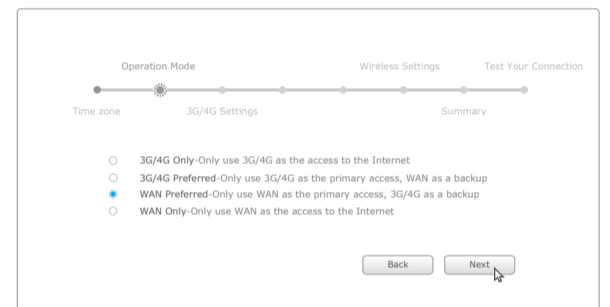 Operation Mode
Wireless Settings
Test Your Connection
Time zone
3G/4G Settings
Summary
3G/4G Only-Only use 3G/4G as the access to the Internet
3G/4G Preferred-Only use 3G/4G as the primary access, WAN as a backup
WAN Preferred-Only use WAN as the primary access, 3G/4G as a backup
WAN Only-Only use WAN as the access to the Internet
Back
Next